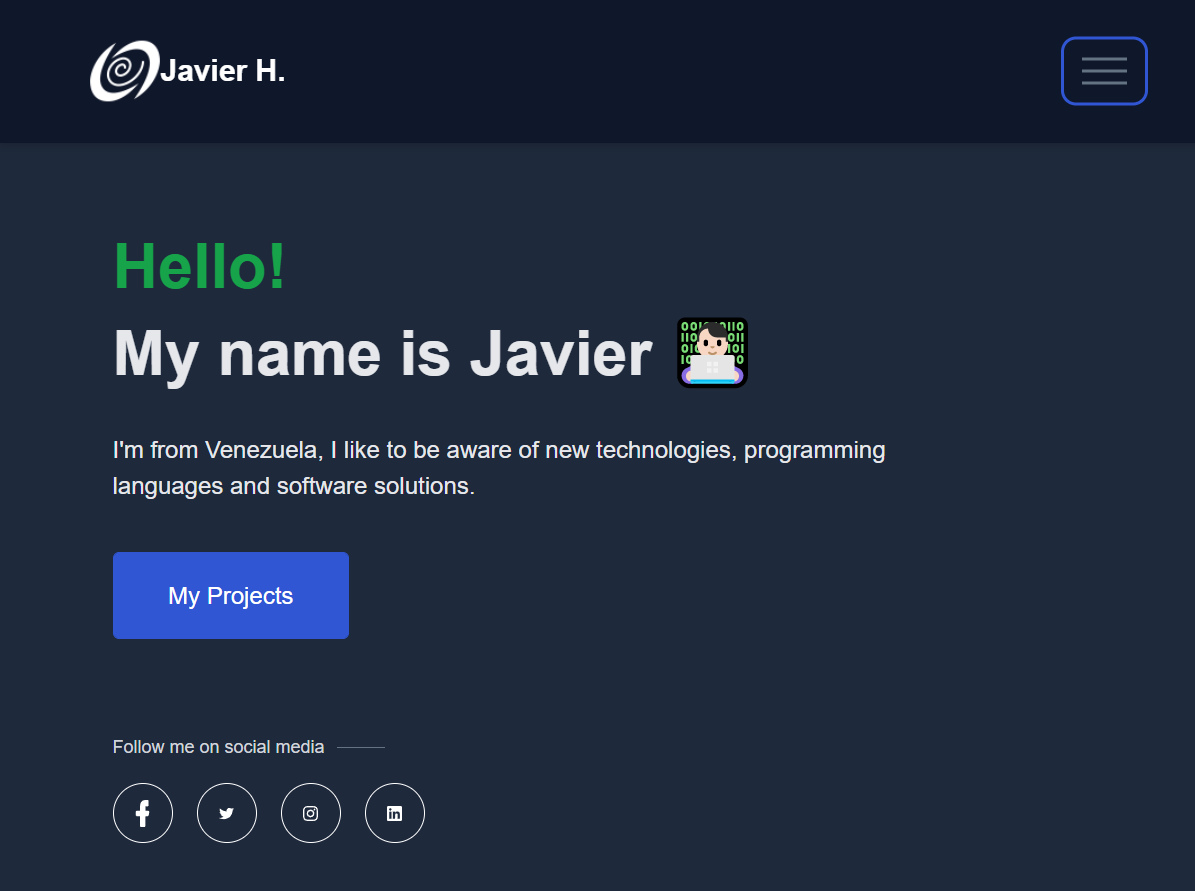 Javier H.
Hello!
My name is Javier
I'm from Venezuela, I like to be aware of new technologies, programming
languages and software solutions.
My Projects
Follow me on social media